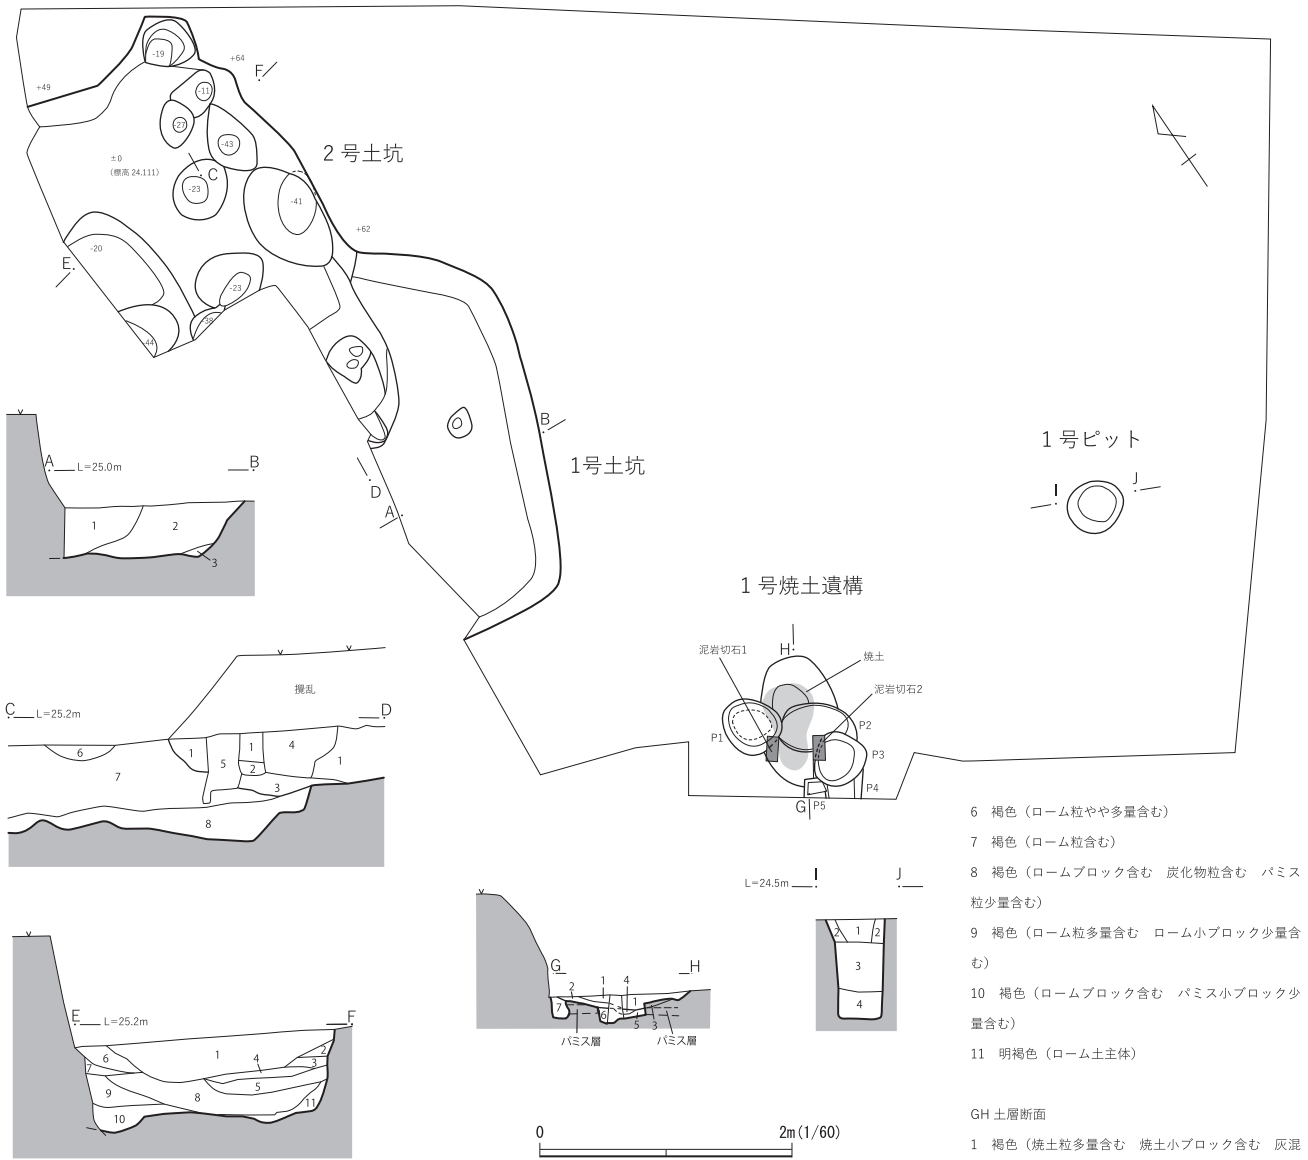 -19
+64
F
+49
-11
-27
-43
2号土坑
±0
(標高 24.111)
C
-23
-41
+62
-20
E
-23
-38
-44
B
1号土坑
D
A
1号ピット
I
J
A
L=25.0m
B
1
2
3
1号焼土遺構
泥岩切石1
H
焼土
泥岩切石2
P1
P2
P3
P4
G
P5
攪乱
C
L=25.2m
D
6
1
5
1
2
4
1
7
3
8
6 褐色（ローム粒やや多量含む）
7 褐色（ローム粒含む）
8 褐色（ロームブロック含む 炭化物粒含む パミス
粒少量含む）
9 褐色（ローム粒多量含む ローム小ブロック少量含
む）
10 褐色（ロームブロック含む パミス小ブロック少
量含む）
11 明褐色（ローム土主体）
GH 土層断面
1 褐色（焼土粒多量含む 焼土小ブロック含む 灰混
L=24.5m
I
J
2
1
2
3
4
G
H
2
1
4
7
6
1
5
3
パミス層
パミス層
E
L=25.2m
F
6
1
4
2
3
7
5
9
8
11
10
0
2m(1/60)